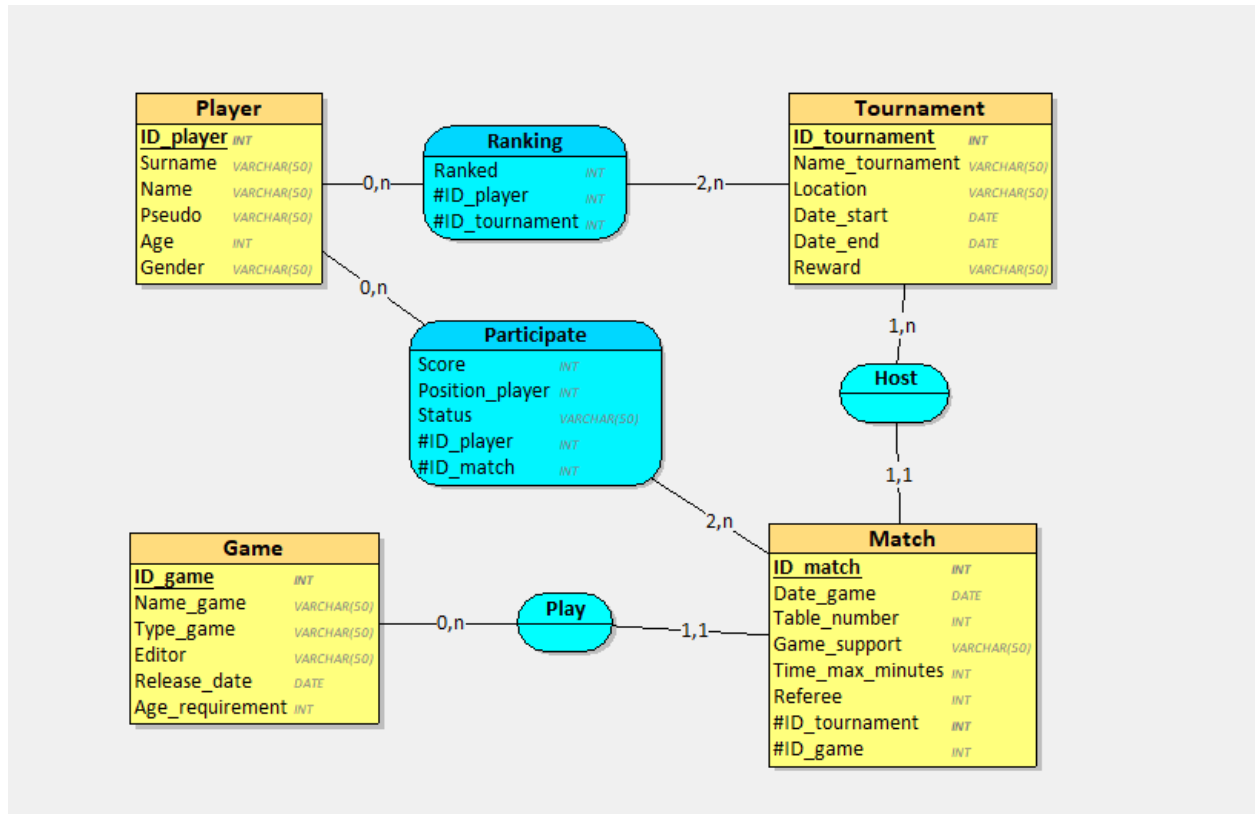 Player
ID_player INT
Surname VARCHAR(50)
Name VARCHAR(50)
Pseudo VARCHAR(50)
Age INT
Gender VARCHAR(50)
0,n
Ranking
Ranked INT
#ID_player INT
#ID_tournament INT
2,n
Tournament
ID_tournament INT
Name_tournament VARCHAR(50)
Location VARCHAR(50)
Date_start DATE
Date_end DATE
Reward VARCHAR(50)
0,n
Participate
Score INT
Position_player INT
Status VARCHAR(50)
#ID_player INT
#ID_match INT
2,n
1,n
Host
1,1
Game
ID_game INT
Name_game VARCHAR(50)
Type_game VARCHAR(50)
Editor VARCHAR(50)
Release_date DATE
Age_requirement INT
0,n
Play
1,1
Match
ID_match INT
Date_game DATE
Table_number INT
Game_support VARCHAR(50)
Time_max_minutes INT
Referee INT
#ID_tournament INT
#ID_game INT